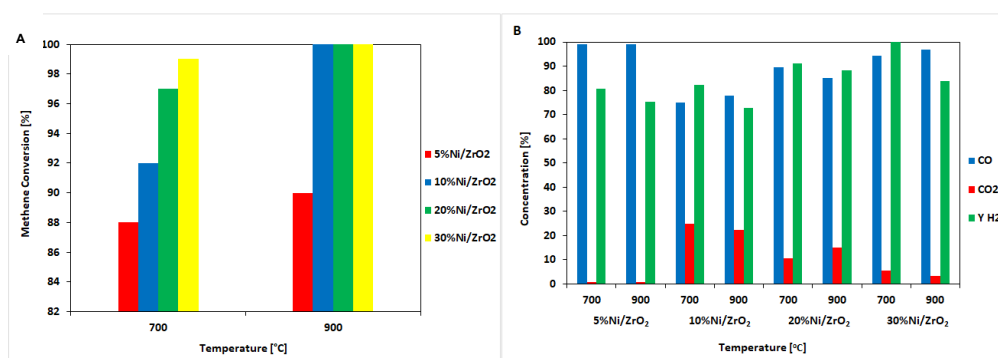 A
Methene Conversion [%]
100
98
96
94
92
90
88
86
84
82
700
900
Temperature [°C]
5%Ni/ZrO2
10%Ni/ZrO2
20%Ni/ZrO2
30%Ni/ZrO2
B
Concentration [%]
100
90
80
70
60
50
40
30
20
10
0
700 900 700 900 700 900 700 900
5%Ni/ZrO₂ 10%Ni/ZrO₂ 20%Ni/ZrO₂ 30%Ni/ZrO₂
Temperature [°C]
CO
CO2
Y H2